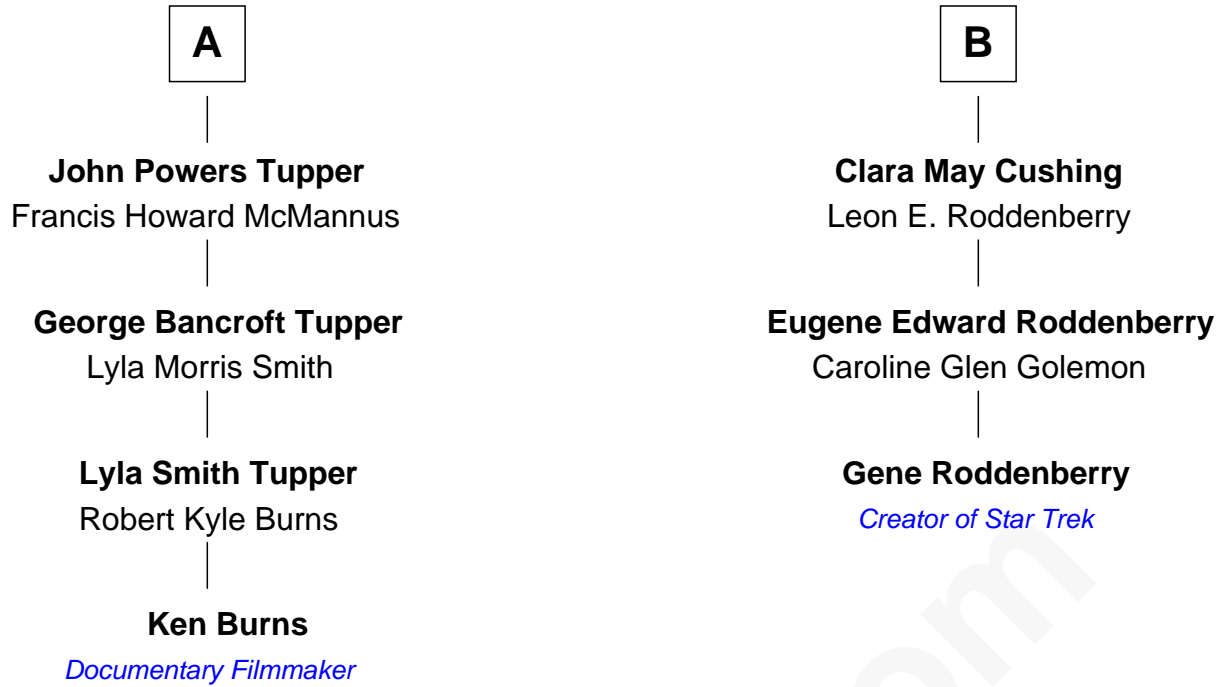 A
John Powers Tupper
Francis Howard McMannus
George Bancroft Tupper
Lyla Morris Smith
Lyla Smith Tupper
Robert Kyle Burns
Ken Burns
Documentary Filmmaker
B
Clara May Cushing
Leon E. Roddenberry
Eugene Edward Roddenberry
Caroline Glen Golemon
Gene Roddenberry
Creator of Star Trek
om